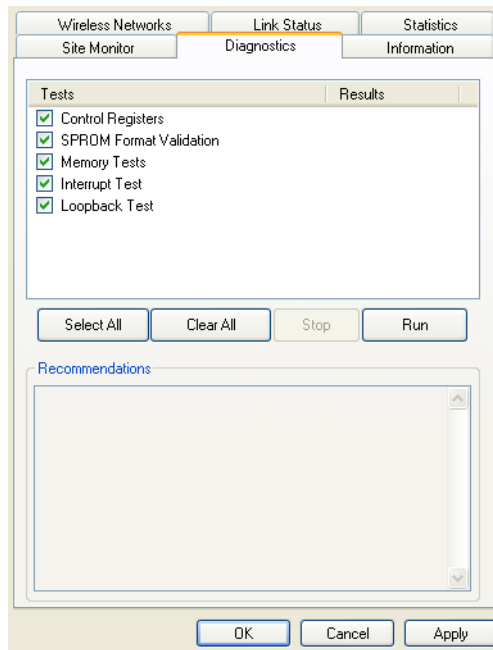 Wireless Networks Link Status Statistics
Site Monitor Diagnostics Information
Tests Results
Control Registers
SPROM Format Validation
Memory Tests
Interrupt Test
Loopback Test
Select All Clear All Stop Run
Recommendations
OK Cancel Apply